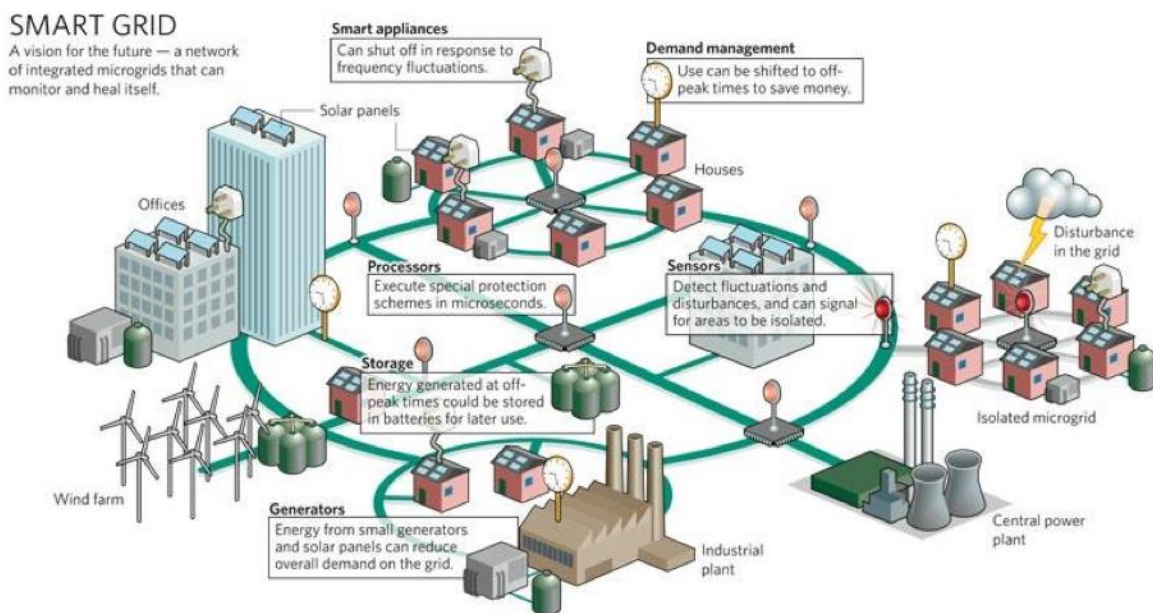 SMART GRID
A vision for the future — a network
of integrated microgrids that can
monitor and heal itself.
Smart appliances
Can shut off in response to
frequency fluctuations.
Demand management
Use can be shifted to off-
peak times to save money.
Solar panels
Houses
Offices
Disturbance
in the grid
Processors
Execute special protection
schemes in microseconds.
Sensors
Detect fluctuations and
disturbances, and can signal
for areas to be isolated.
Storage
Energy generated at off-
peak times could be stored
in batteries for later use.
Isolated microgrid
Wind farm
Generators
Energy from small generators
and solar panels can reduce
overall demand on the grid.
Industrial
plant
Central power
plant